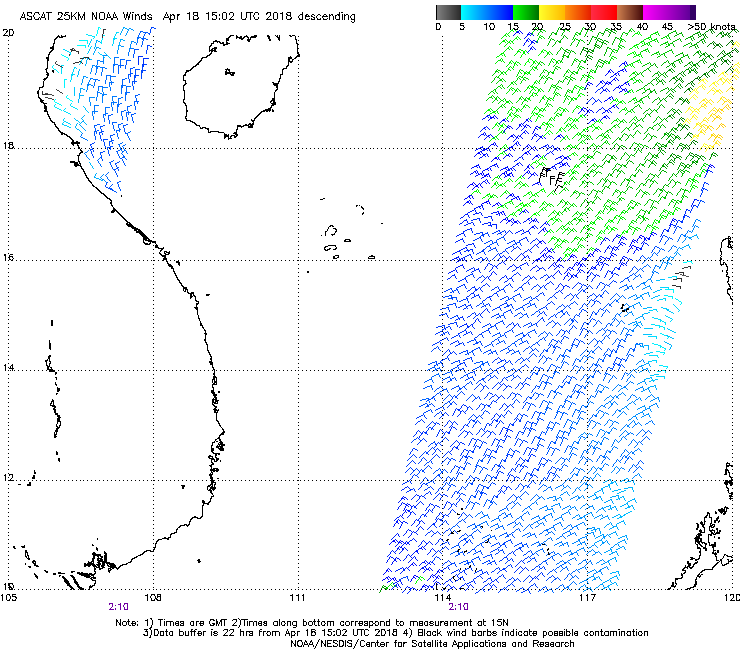 ASCAT 25KM NOAA Winds Apr 18 15:02 UTC 2018 descending
0 5 10 15 20 25 30 35 40 45 >50 knots
20
18
16
14
12
10
105 108 111 114 117 120
2:10 2:10
Note: 1) Times are GMT 2)Times along bottom correspond to measurement at 15N
3)Data buffer is 22 hrs from Apr 18 15:02 UTC 2018 4) Black wind barbs indicate possible contamination
NOAA/NESDIS/Center for Satellite Applications and Research